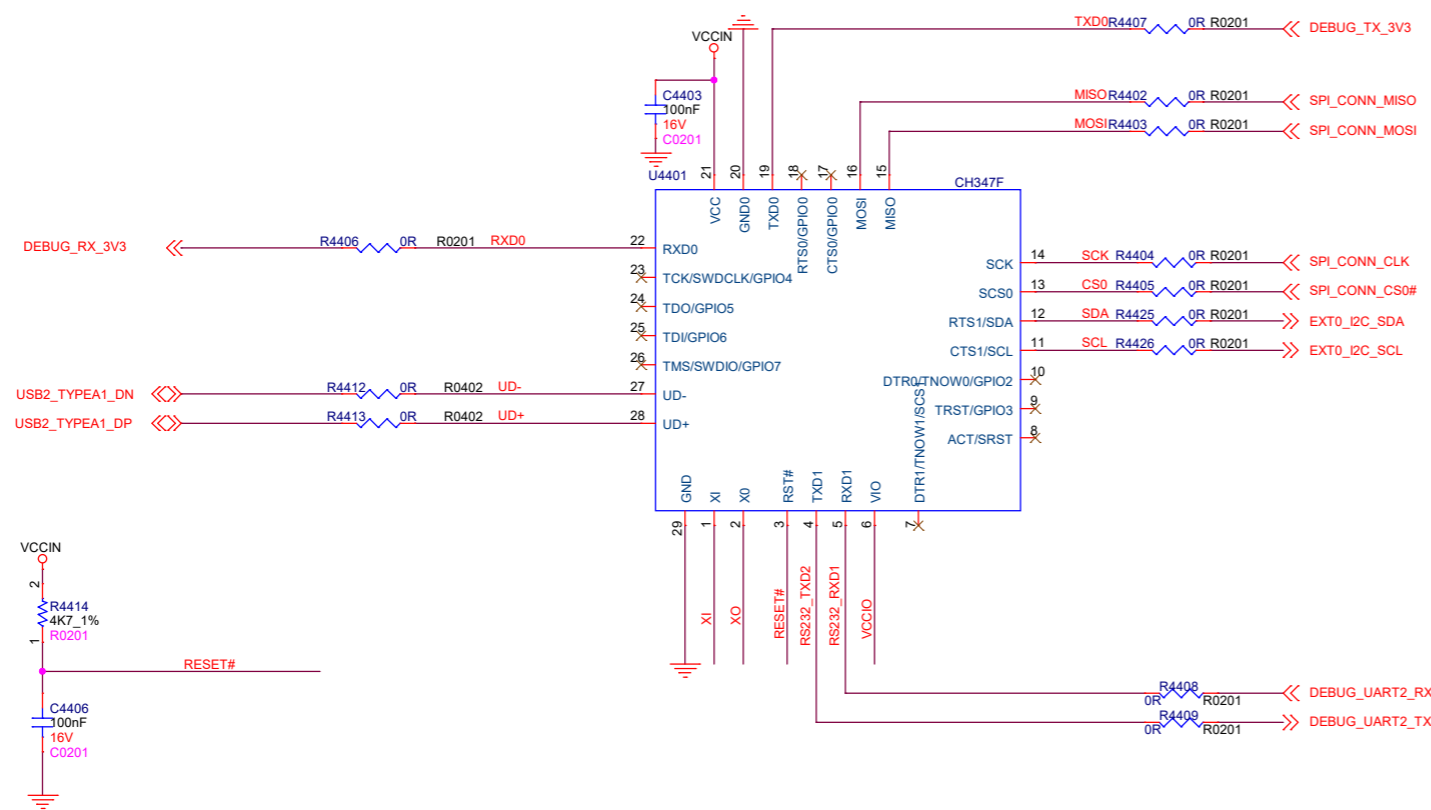 TXD0 R4407 0R R0201 DEBUG_TX_3V3
VCCIN
C4403
100nF
16V
C0201
MISO R4402 0R R0201 SPI_CONN_MISO
MOSI R4403 0R R0201 SPI_CONN_MOSI
21 20 19 18 17 16 15
U4401 CH347F
VCC GND0 TXD0 RTS0/GPIO0 CTS0/GPIO0 MOSI MISO
DEBUG_RX_3V3 R4406 0R R0201 RXD0 22 RXD0
23 TCK/SWDCLK/GPIO4
24 TDO/GPIO5
25 TDI/GPIO6
26 TMS/SWDIO/GPIO7
USB2_TYPEA1_DN R4412 0R R0402 UD- 27 UD-
USB2_TYPEA1_DP R4413 0R R0402 UD+ 28 UD+
SCK 14 SCK R4404 0R R0201 SPI_CONN_CLK
SCS0 13 CS0 R4405 0R R0201 SPI_CONN_CS0#
RTS1/SDA 12 SDA R4425 0R R0201 EXT0_I2C_SDA
CTS1/SCL 11 SCL R4426 0R R0201 EXT0_I2C_SCL
DTR0/TNOW0/GPIO2 10
TRST/GPIO3 9
ACT/SRST 8
GND XI X0 RST# TXD1 RXD1 VIO DTR1/TNOW1/SCS1
29 1 2 3 4 5 6 7
XI XO RESET# RS232_TXD2 RS232_RXD1 VCCIO
VCCIN
2
R4414
4K7_1%
R0201
1
RESET#
C4406
100nF
16V
C0201
R4408
0R R0201 DEBUG_UART2_RX
R4409
0R R0201 DEBUG_UART2_TX